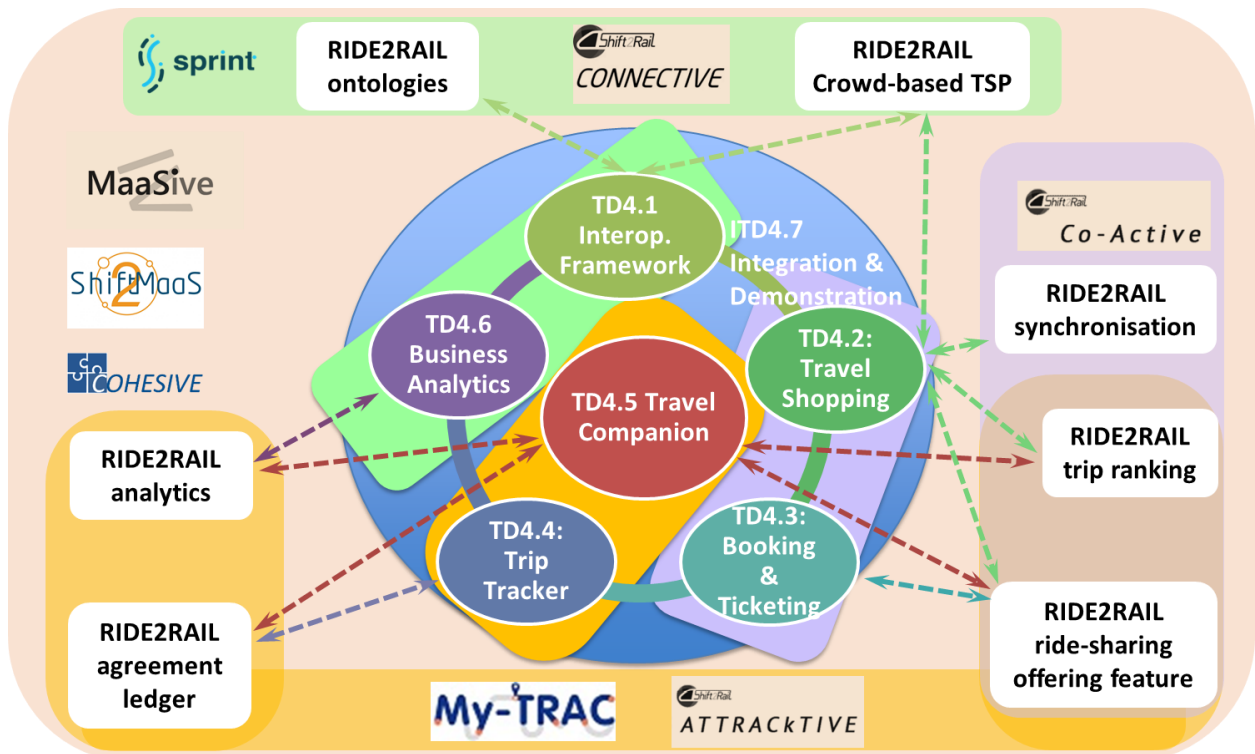 sprint
RIDE2RAIL
ontologies
Shift2Rail
CONNECTIVE
RIDE2RAIL
Crowd-based TSP
MaaSive
Shift2MaaS
COHESIVE
TD4.1
Interop.
Framework
ITD4.7
Integration &
Demonstration
Shift2Rail
Co-Active
RIDE2RAIL
synchronisation
TD4.6
Business
Analytics
TD4.2:
Travel
Shopping
TD4.5 Travel
Companion
RIDE2RAIL
analytics
RIDE2RAIL
trip ranking
TD4.4:
Trip
Tracker
TD4.3:
Booking
&
Ticketing
RIDE2RAIL
agreement
ledger
RIDE2RAIL
ride-sharing
offering feature
My-TRAC
Shift2Rail
ATTRACkTIVE